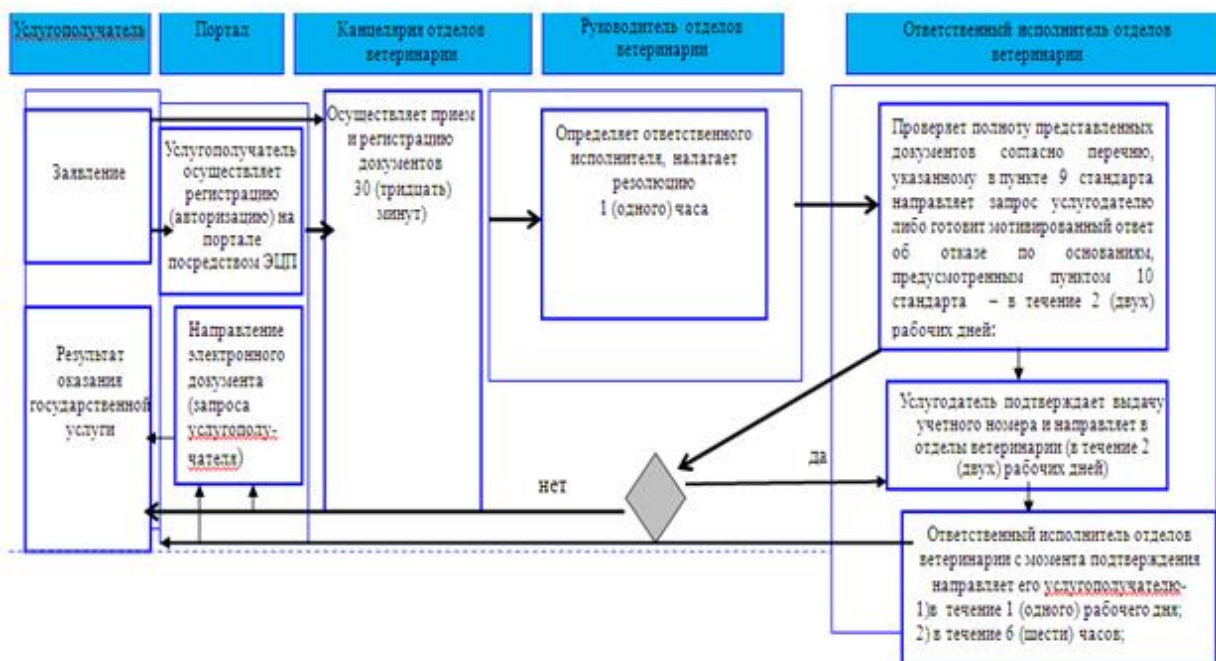 Услугополучатель
Портал
Канцелярия отделов
ветеринарии
Руководитель отделов
ветеринарии
Ответственный исполнитель отделов
ветеринарии
Заявление
Услугополучатель
осуществляет
регистрацию
(авторизацию) на
портале
посредством ЭЦП
Осуществляет прием
и регистрацию
документов
30 (тридцать)
минут)
Определяет ответственного
исполнителя, налагает
резолюцию
1 (одного) часа
Проверяет полноту представленных
документов согласно перечню,
указанному в пункте 9 стандарта
направляет запрос услугодателю
либо готовит мотивированный ответ
об отказе по основаниям,
предусмотренным пунктом 10
стандарта – в течение 2 (двух)
рабочих дней:
Результат
оказания
государственной
услуги
Направление
электронного
документа
(запроса
услугополу-
чателя)
Услугодатель подтверждает выдачу
учетного номера и направляет в
отделы ветеринарии (в течение 2
(двух) рабочих дней)
нет
да
Ответственный исполнитель отделов
ветеринарии с момента подтверждения
направляет его услугополучателю-
1)в течение 1 (одного) рабочего дня;
2) в течение 6 (шести) часов;